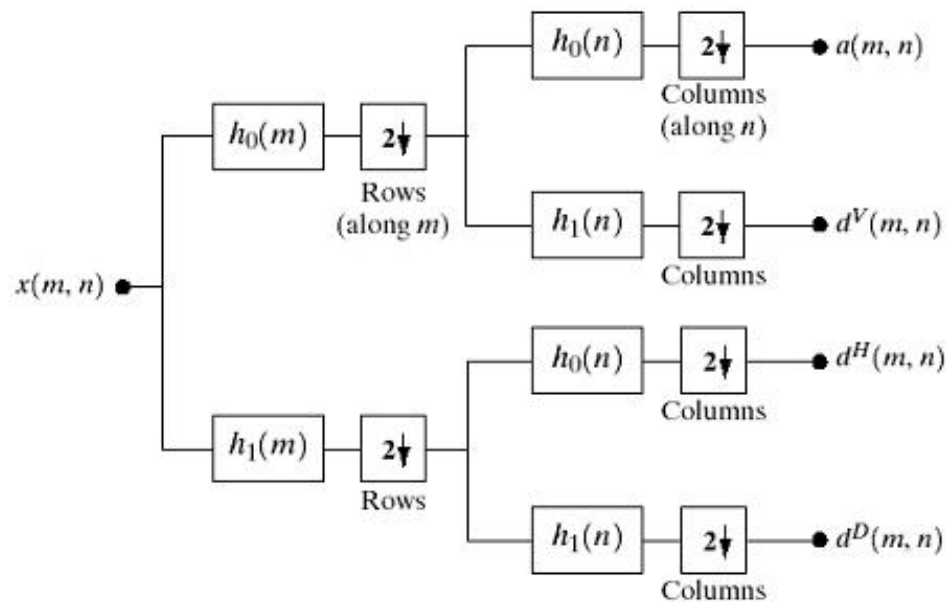 h₀(n) 2↓ a(m, n)
Columns
(along n)
h₀(m) 2↓
Rows
(along m)
h₁(n) 2↓ dⱽ(m, n)
Columns
x(m, n)
h₀(n) 2↓ dᴴ(m, n)
Columns
h₁(m) 2↓
Rows
h₁(n) 2↓ dᴰ(m, n)
Columns